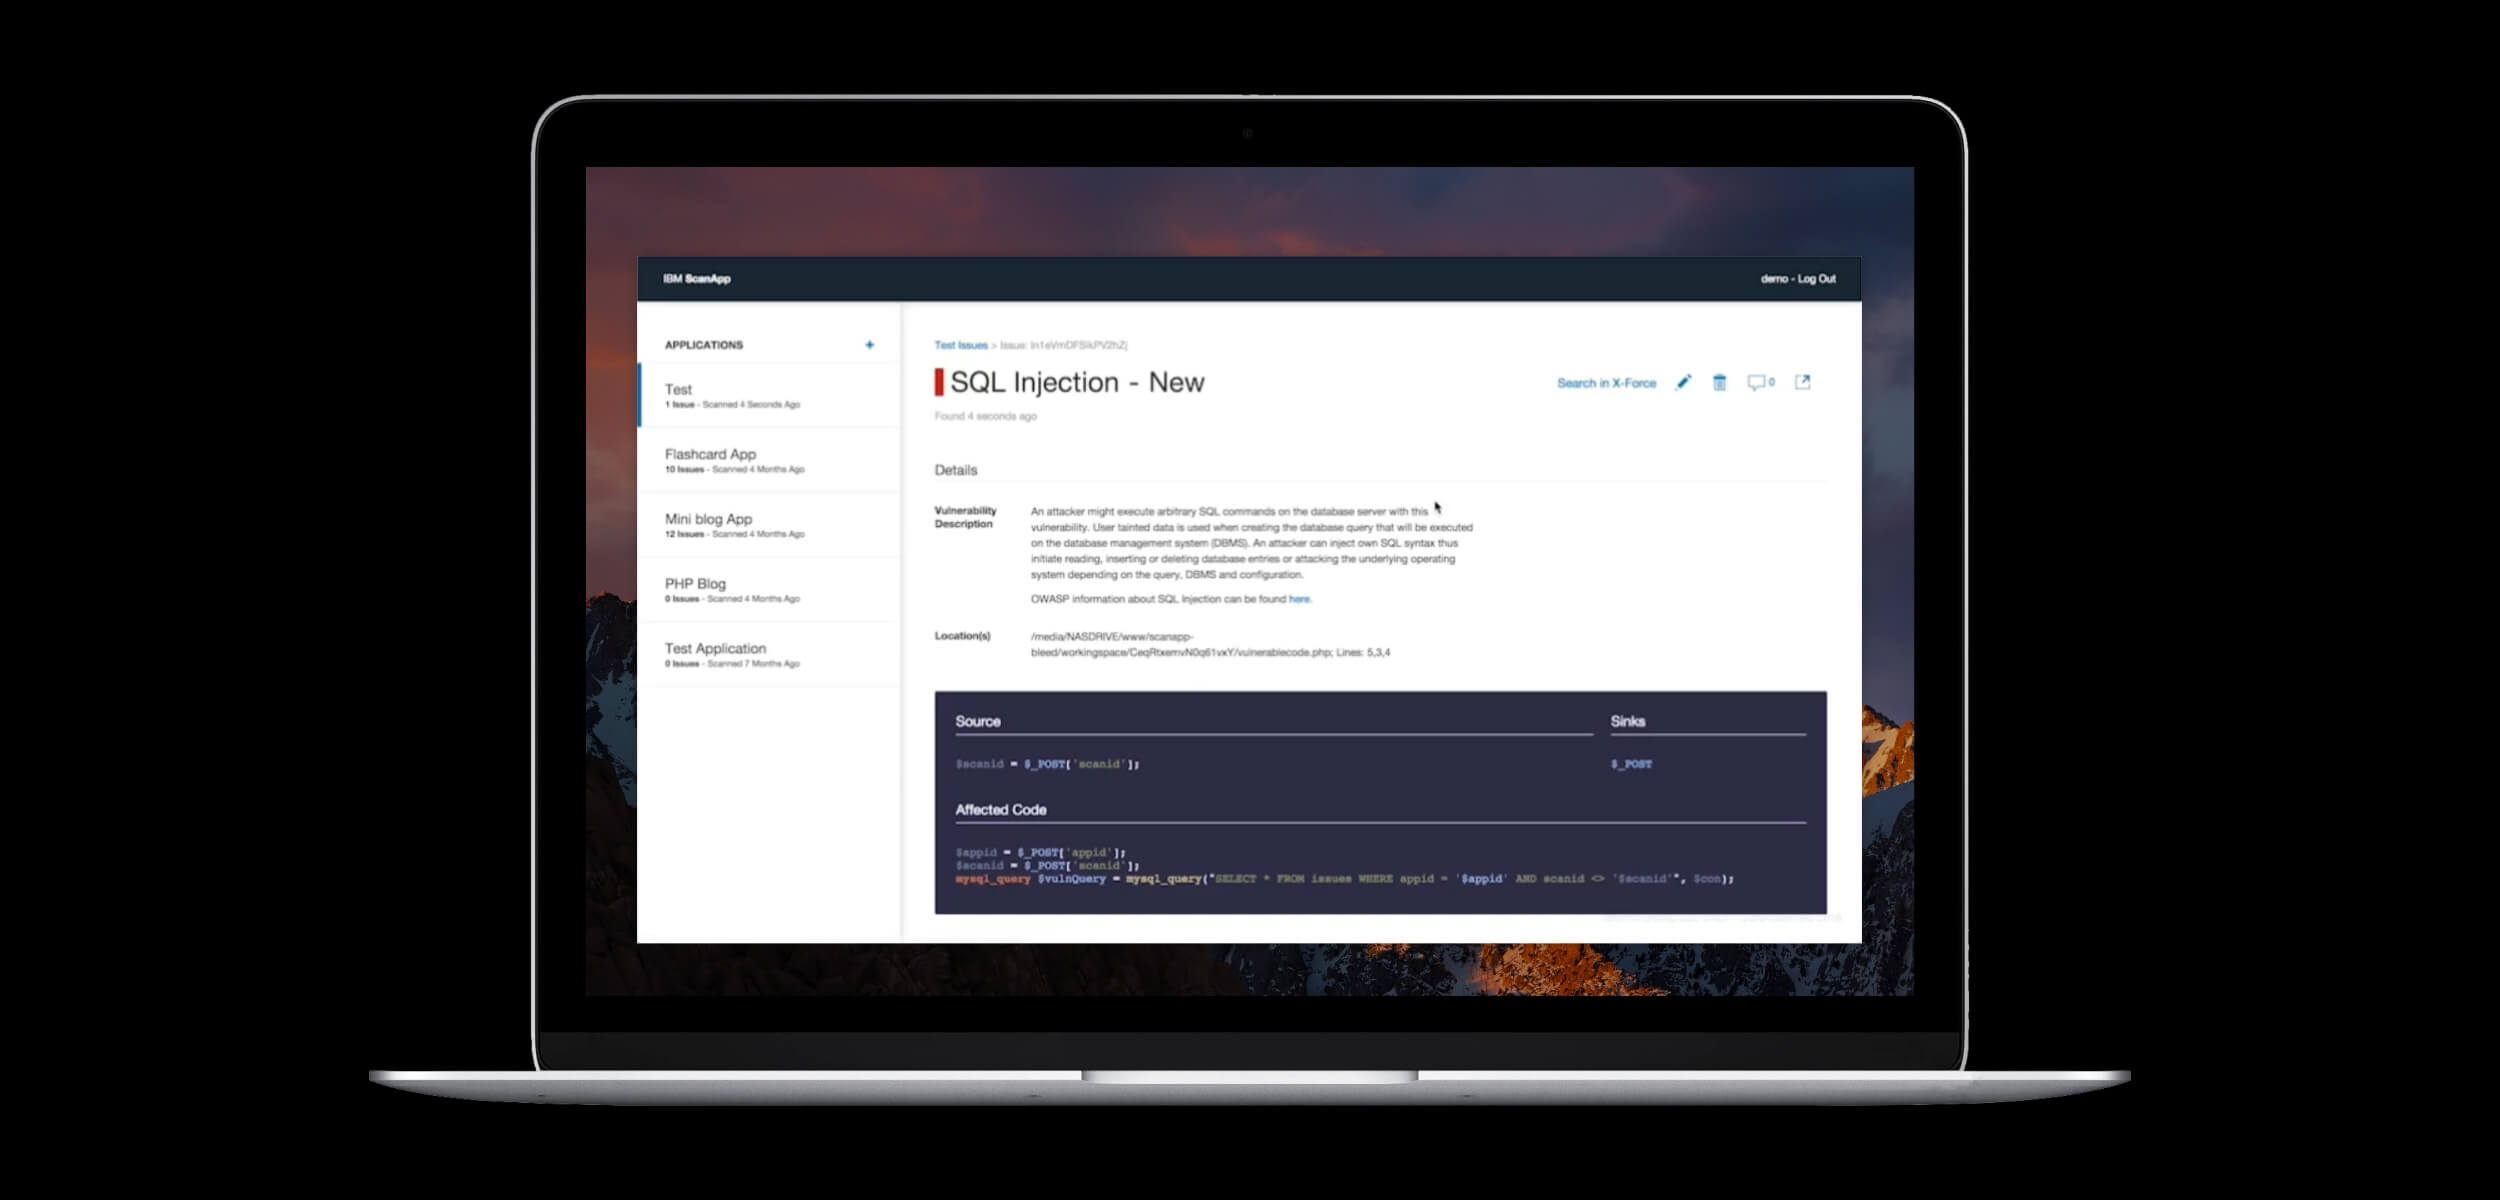 IBM ScanApp
demo - Log Out
APPLICATIONS +
Test
1 Issue - Scanned 4 Seconds Ago
Flashcard App
10 Issues - Scanned 4 Months Ago
Mini blog App
12 Issues - Scanned 4 Months Ago
PHP Blog
0 Issues - Scanned 4 Months Ago
Test Application
0 Issues - Scanned 7 Months Ago
Test Issues > Issue:
SQL Injection - New
Search in X-Force
0
Found 4 seconds ago
Details
Vulnerability
Description
An attacker might execute arbitrary SQL commands on the database server with this
vulnerability. User tainted data is used when creating the database query that will be executed
on the database management system (DBMS). An attacker can inject own SQL syntax thus
initiate reading, inserting or deleting database entries or attacking the underlying operating
system depending on the query, DBMS and configuration.
OWASP information about SQL Injection can be found here.
Location(s)
/media/NASDRIVE/www/scanapp-
bleed/workingspace/CeqRtxemvN0q61vxY/vulnerablecode.php; Lines: 5,3,4
Source
Sinks
$scanid = $_POST['scanid'];
$_POST
Affected Code
$appid = $_POST['appid'];
$scanid = $_POST['scanid'];
mysql_query $vulnQuery = mysql_query("SELECT * FROM issues WHERE appid = '$appid' AND scanid <> '$scanid'", $con);